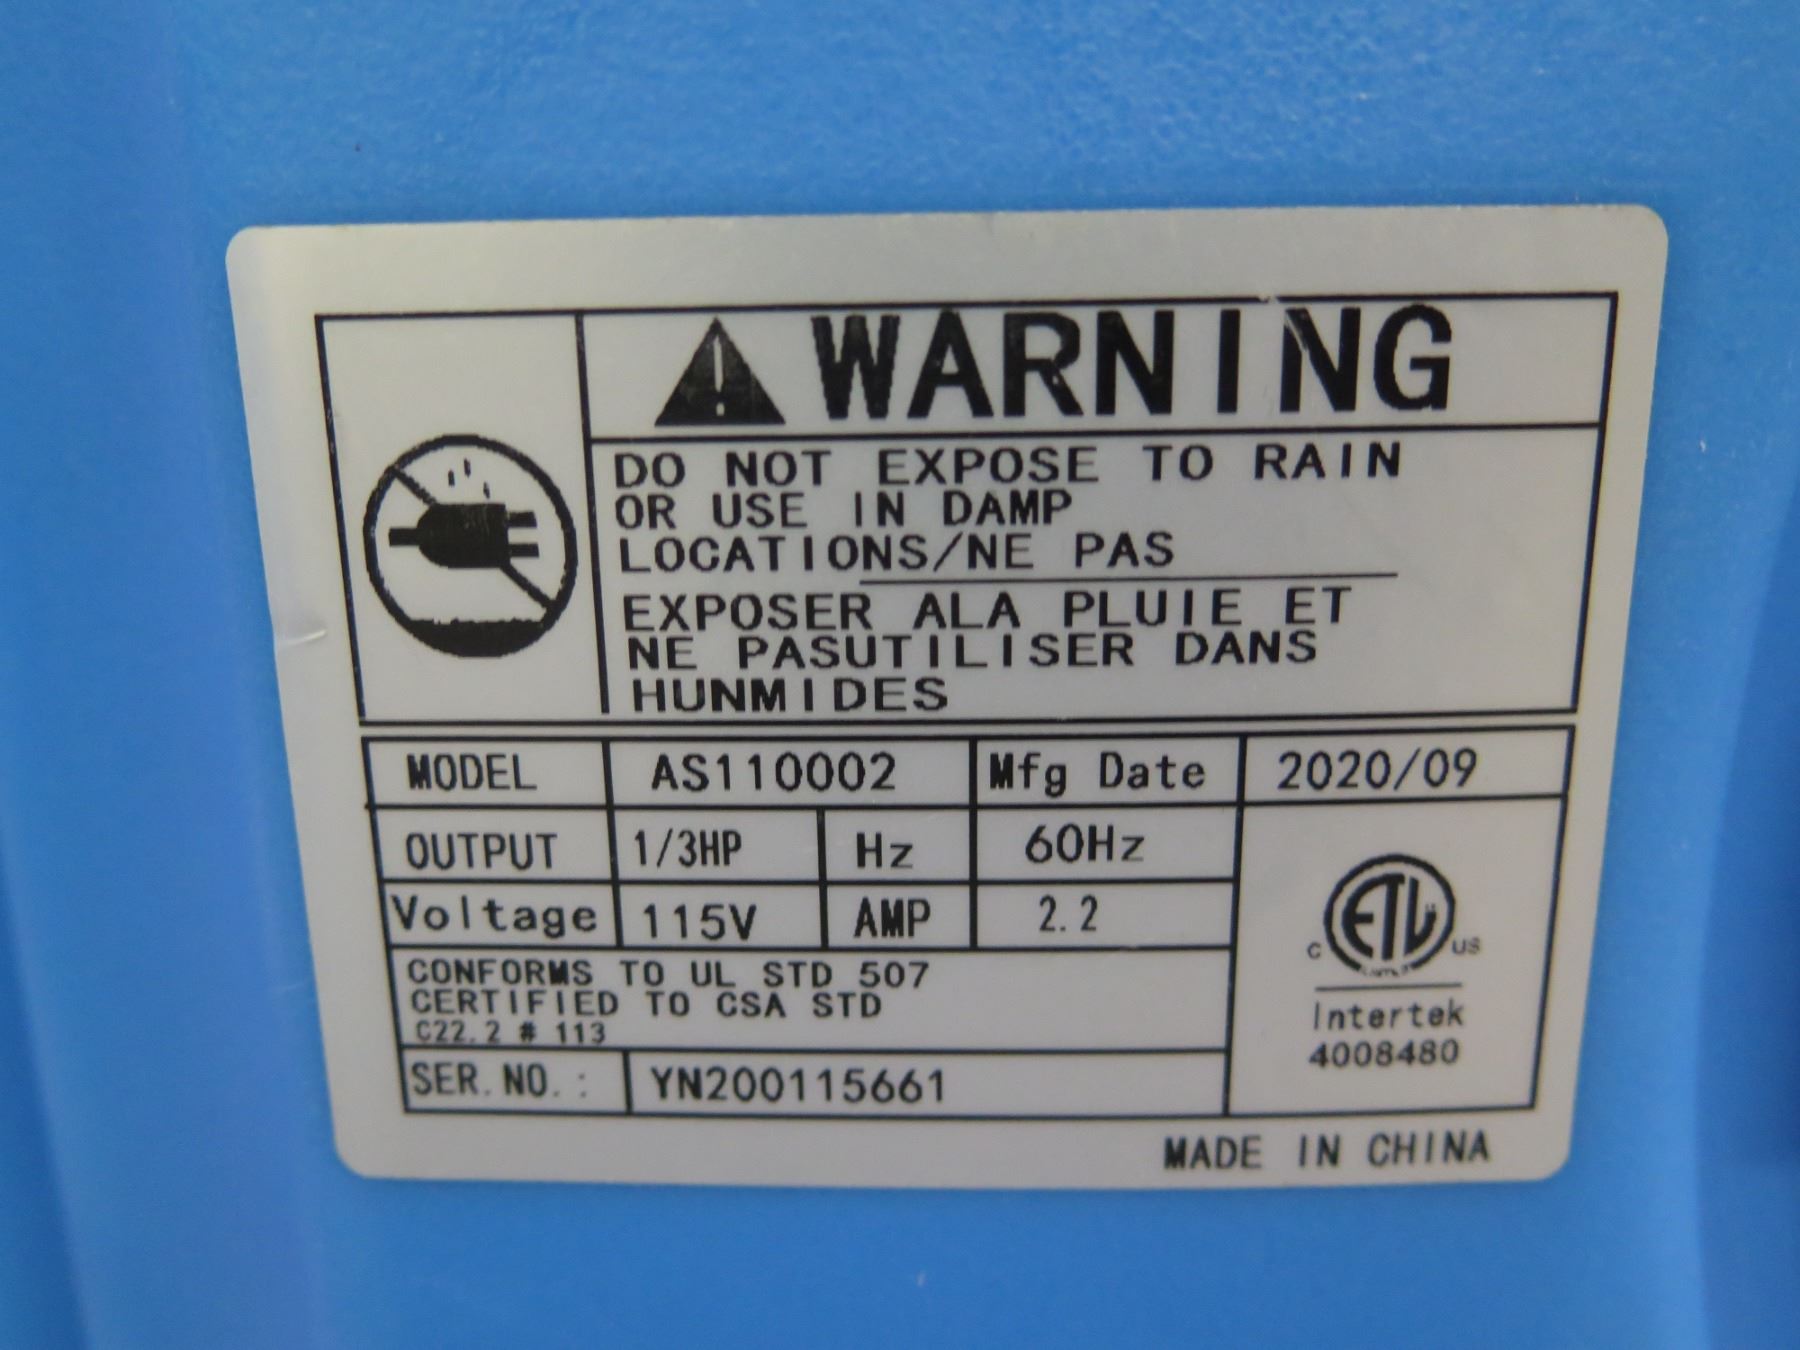 WARNING
DO NOT EXPOSE TO RAIN
OR USE IN DAMP
LOCATIONS/NE PAS
EXPOSER ALA PLUIE ET
NE PASUTILISER DANS
HUNMIDES
MODEL AS110002 Mfg Date 2020/09
OUTPUT 1/3HP Hz 60Hz
Voltage 115V AMP 2.2
CONFORMS TO UL STD 507
CERTIFIED TO CSA STD
C22.2 # 113
C ETL US
Intertek
4008480
SER.NO.: YN200115661
MADE IN CHINA